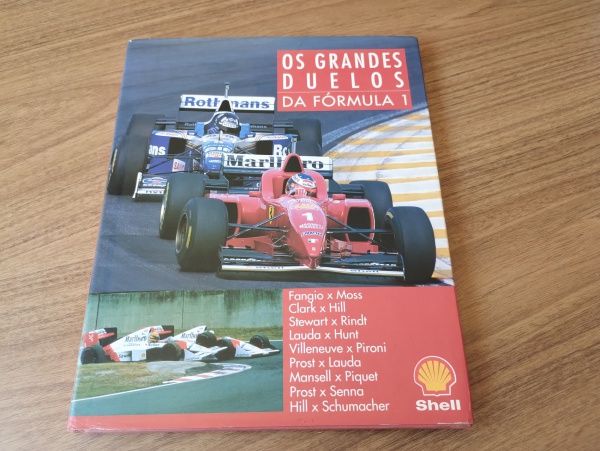 OS GRANDES
DUELOS
DA FÓRMULA 1
Rothmans
Marlboro
1
Fangio x Moss
Clark x Hill
Stewart x Rindt
Lauda x Hunt
Villeneuve x Pironi
Prost x Lauda
Mansell x Piquet
Prost x Senna
Hill x Schumacher
Shell